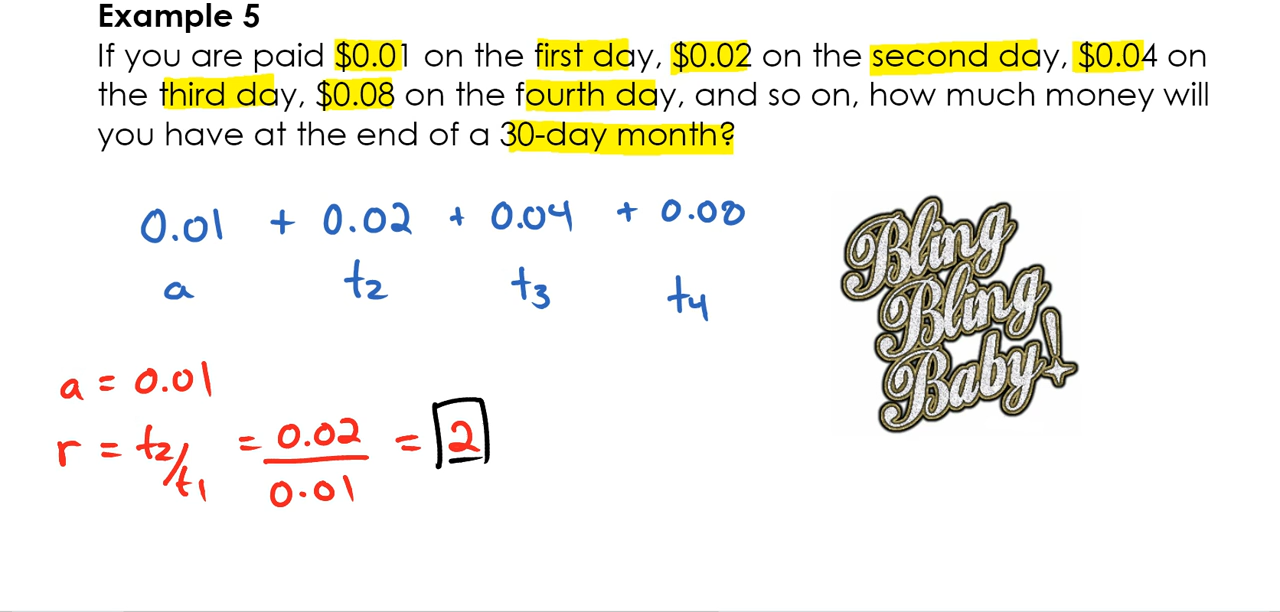 Example 5
If you are paid $0.01 on the first day, $0.02 on the second day, $0.04 on
the third day, $0.08 on the fourth day, and so on, how much money will
you have at the end of a 30-day month?
0.01 + 0.02 + 0.04 + 0.08
a t2 t3 t4
Bling
Bling
Baby!
a = 0.01
r = t2/t1 = 0.02/0.01 = 2